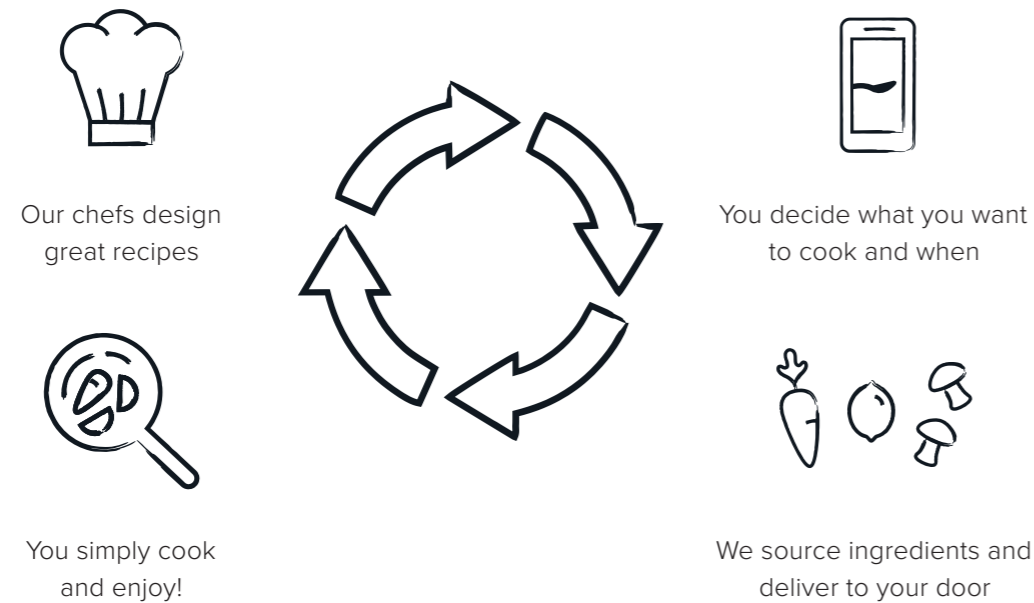 Our chefs design
great recipes
You decide what you want
to cook and when
You simply cook
and enjoy!
We source ingredients and
deliver to your door